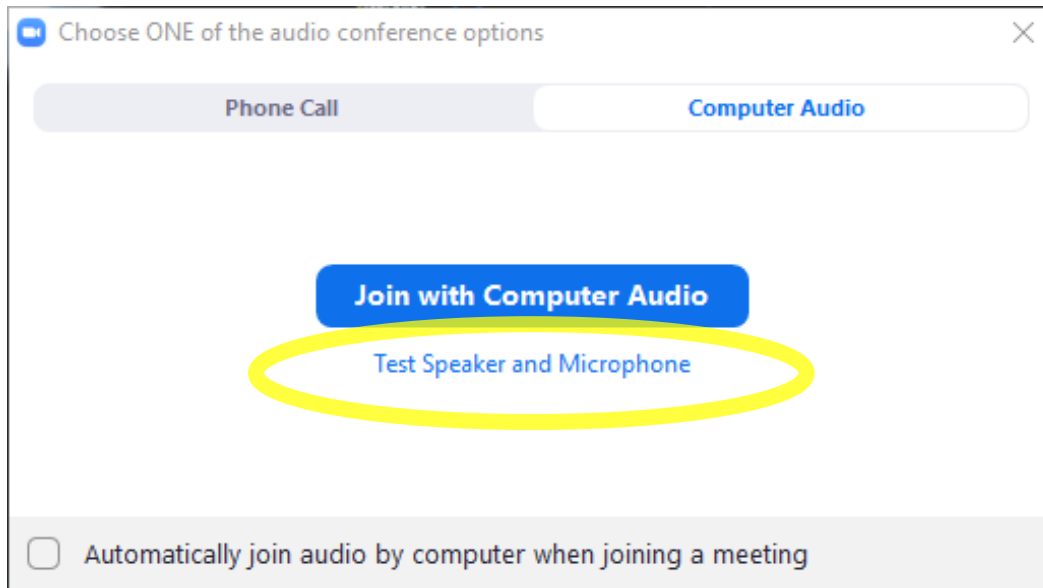 Choose ONE of the audio conference options
Phone Call
Computer Audio
Join with Computer Audio
Test Speaker and Microphone
Automatically join audio by computer when joining a meeting